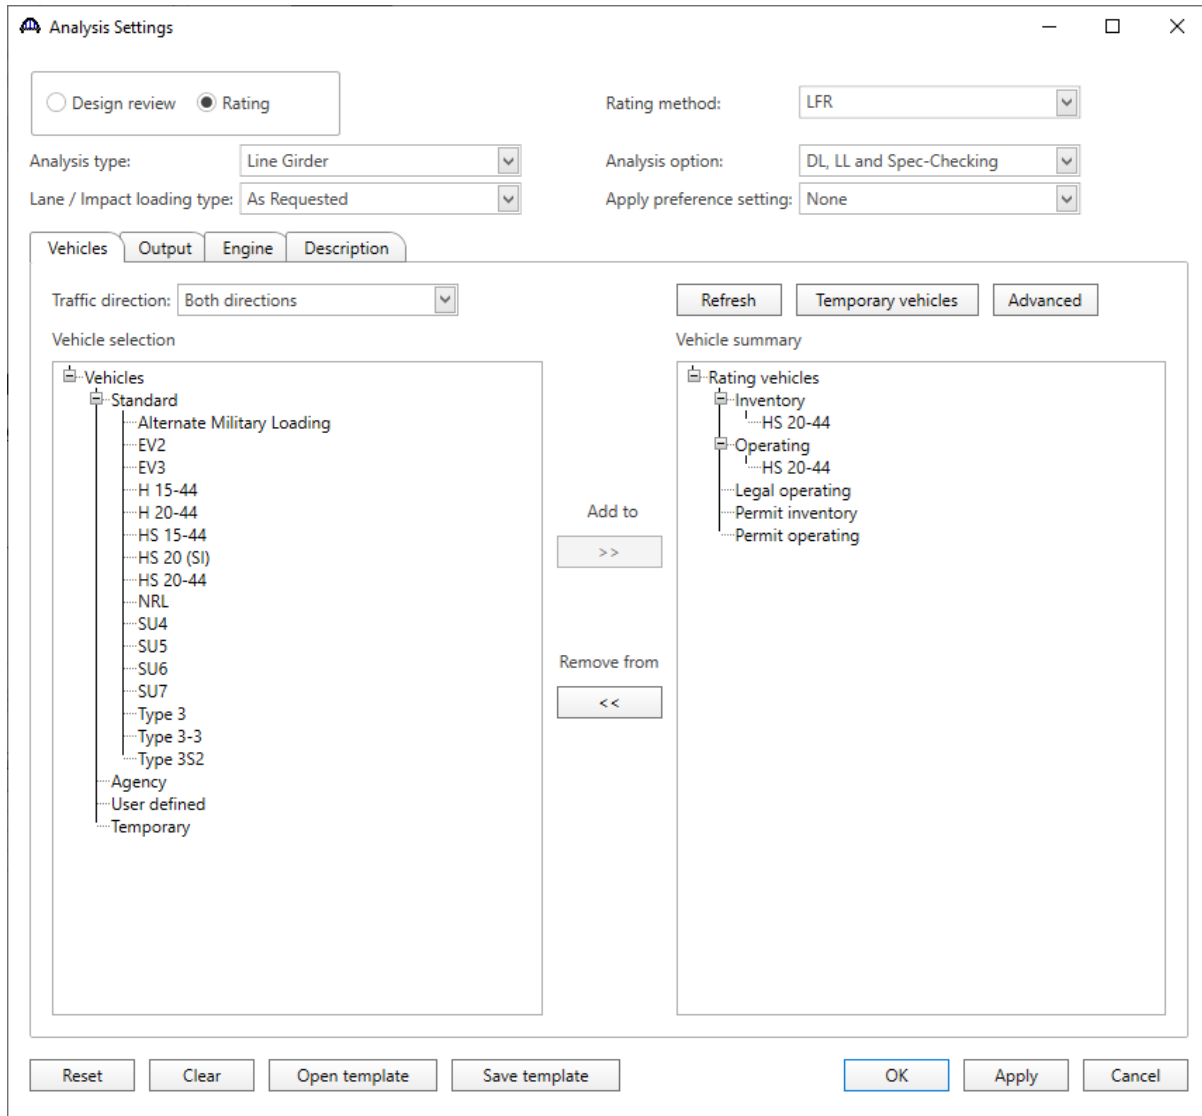 Analysis Settings
Design review Rating Rating method: LFR
Analysis type: Line Girder Analysis option: DL, LL and Spec-Checking
Lane / Impact loading type: As Requested Apply preference setting: None
Vehicles Output Engine Description
Traffic direction: Both directions Refresh Temporary vehicles Advanced
Vehicle selection
Vehicles
Standard
Alternate Military Loading
EV2
EV3
H 15-44
H 20-44
HS 15-44
HS 20 (SI)
HS 20-44
NRL
SU4
SU5
SU6
SU7
Type 3
Type 3-3
Type 3S2
Agency
User defined
Temporary
Add to
>>
Remove from
<<
Vehicle summary
Rating vehicles
Inventory
HS 20-44
Operating
HS 20-44
Legal operating
Permit inventory
Permit operating
Reset Clear Open template Save template OK Apply Cancel